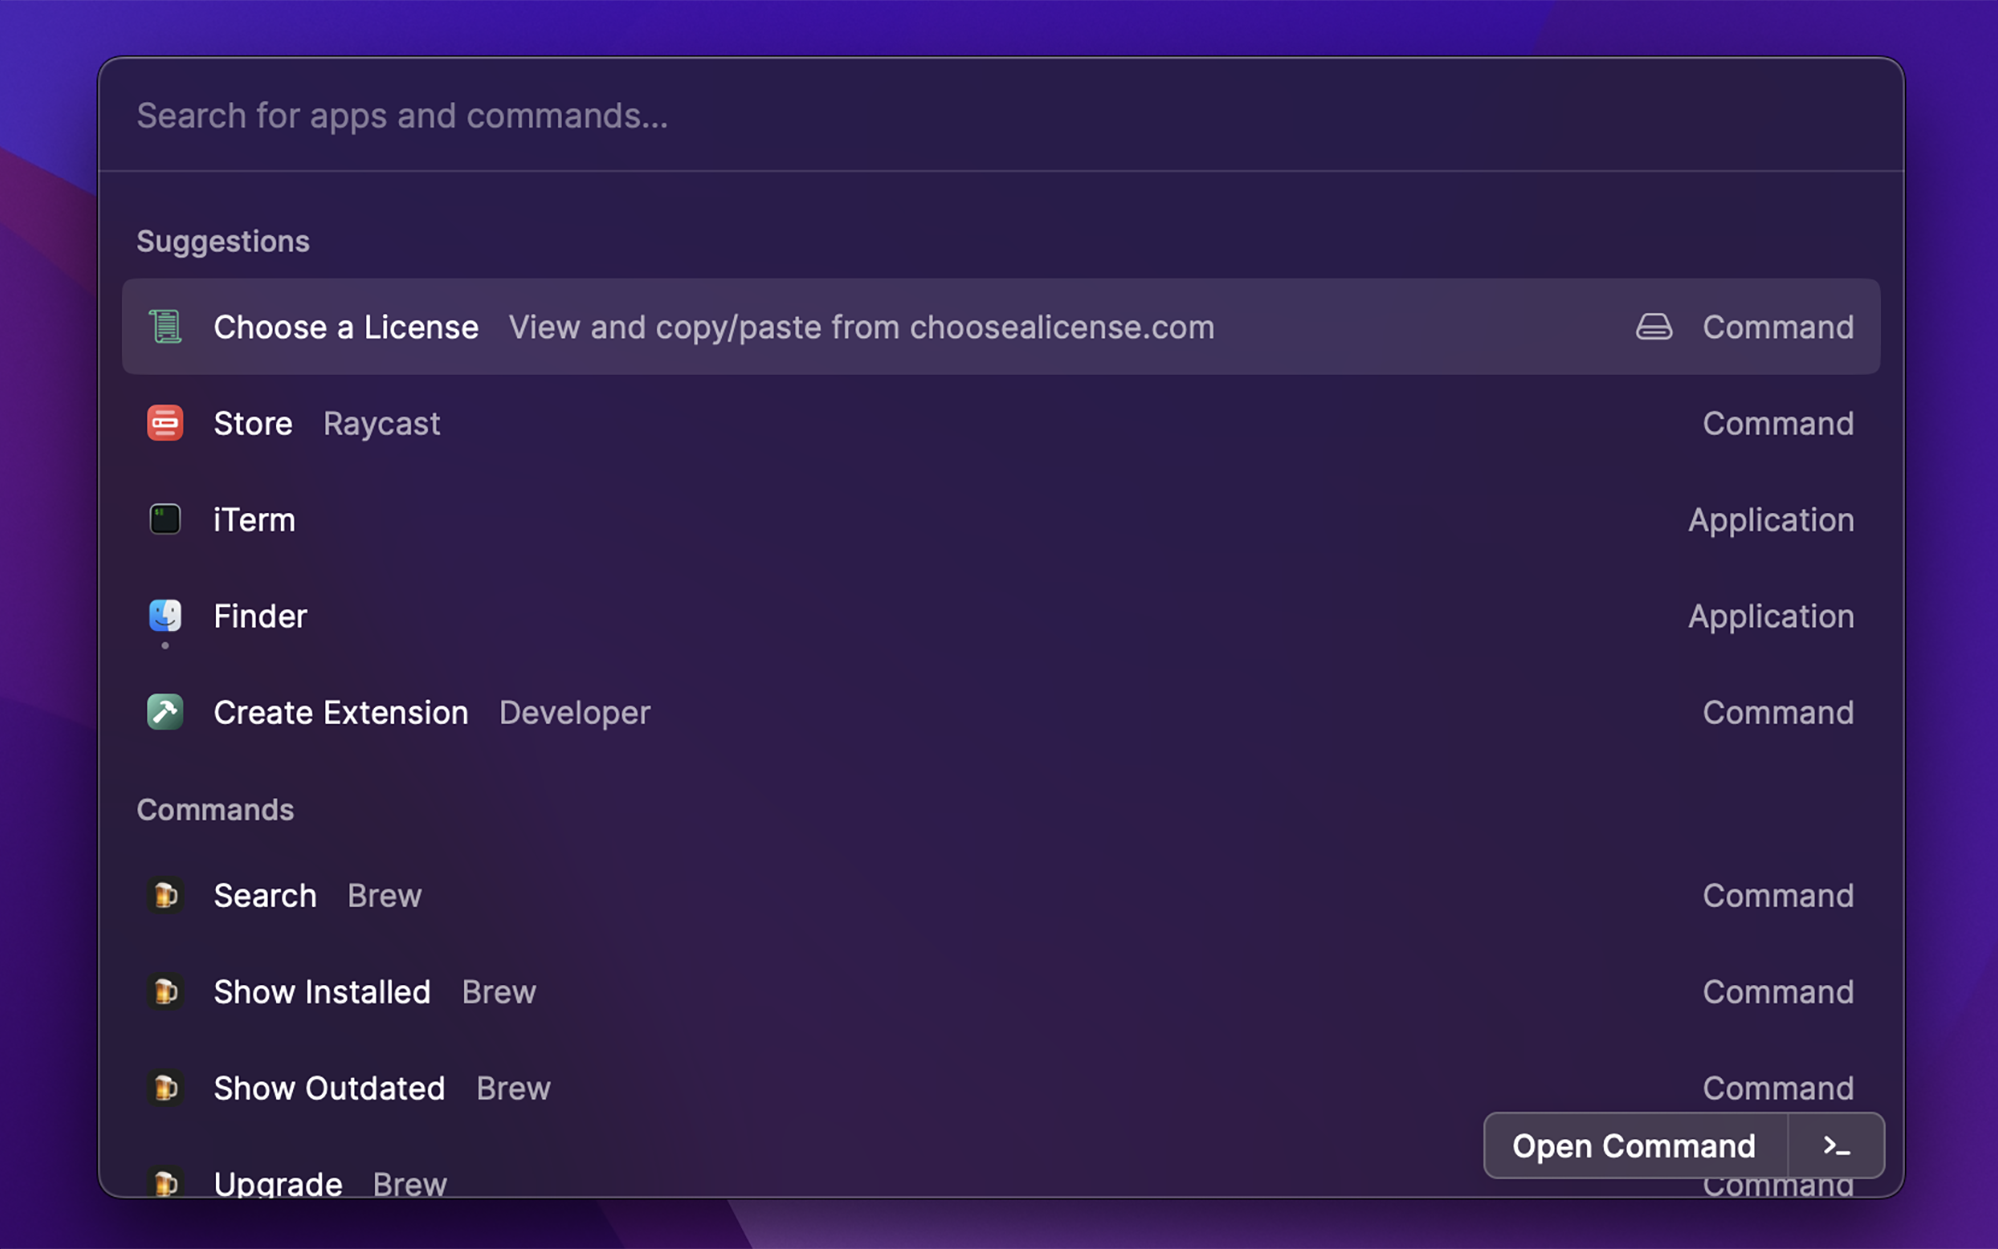 Search for apps and commands...
Suggestions
Choose a License View and copy/paste from choosealicense.com Command
Store Raycast Command
iTerm Application
Finder Application
Create Extension Developer Command
Commands
Search Brew Command
Show Installed Brew Command
Show Outdated Brew Command
Open Command >_
Upgrade Brew Command